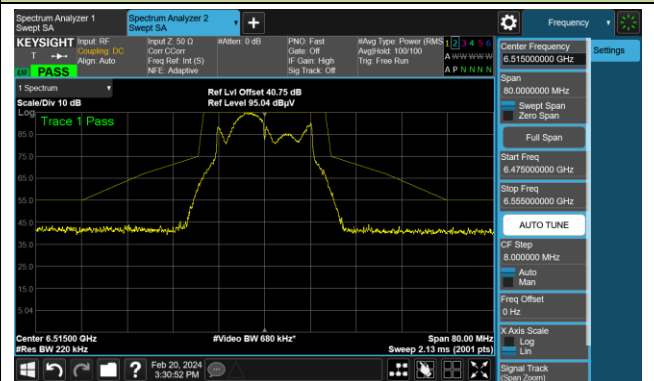 Spectrum Analyzer 1
Swept SA
Spectrum Analyzer 2
Swept SA
Frequency
KEYSIGHT
Input: RF
Coupling: DC
Align: Auto
Input Z: 50 Ω
Corr CCorr
Freq Ref: Int (S)
NFE: Adaptive
#Atten: 0 dB
PNO: Fast
Gate: Off
IF Gain: High
Sig Track: Off
#Avg Type: Power (RMS
Avg|Hold: 100/100
Trig: Free Run
1 2 3 4 5 6
A W W W W W
A P N N N N
PASS
1 Spectrum
Scale/Div 10 dB
Ref Lvl Offset 40.75 dB
Ref Level 95.04 dBµV
Log
Trace 1 Pass
85.0
75.0
65.0
55.0
45.0
35.0
25.0
15.0
5.04
Center 6.51500 GHz
#Res BW 220 kHz
#Video BW 680 kHz*
Span 80.00 MHz
Sweep 2.13 ms (2001 pts)
Feb 20, 2024
3:30:52 PM
Center Frequency
6.515000000 GHz
Settings
Span
80.0000000 MHz
Swept Span
Zero Span
Full Span
Start Freq
6.475000000 GHz
Stop Freq
6.555000000 GHz
AUTO TUNE
CF Step
8.000000 MHz
Auto
Man
Freq Offset
0 Hz
X Axis Scale
Log
Lin
Signal Track
(Span Zoom)